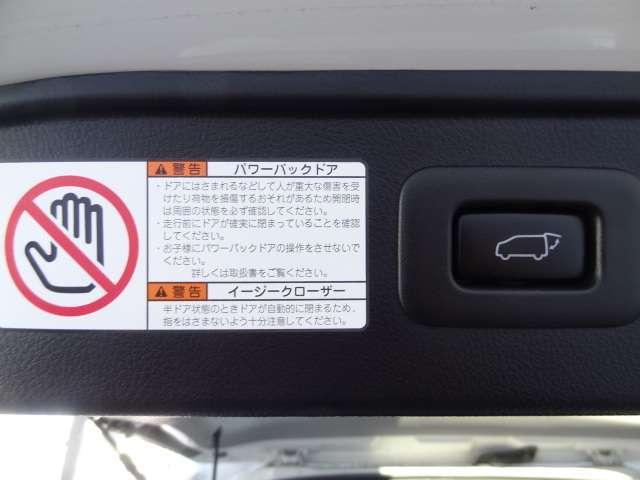 警告 パワーバックドア
・ドアにはさまれるなどして人が重大な傷害を受
けたり荷物を損傷するおそれがあるため開閉時
は周囲の状態を必ず確認してください。
・走行前にドアが確実に閉まっていることを確認
してください。
・お子様にパワーバックドアの操作をさせないで
ください。
詳しくは取扱書をご覧ください。
警告 イージークローザー
半ドア状態のときドアが自動的に閉まるため、
指をはさまないよう十分注意してください。